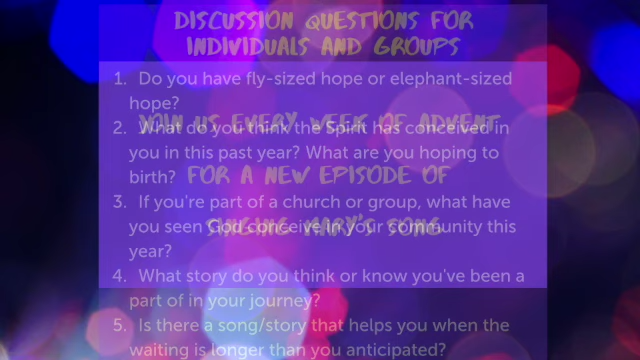 DISCUSSION QUESTIONS FOR
INDIVIDUALS AND GROUPS
1. Do you have fly-sized hope or elephant-sized
hope?
JOIN US EVERY WEEK OF ADVENT
2. What do you think the Spirit has conceived in
you in this past year? What are you hoping to
birth?
FOR A NEW EPISODE OF
3. If you're part of a church or group, what have
you seen God conceive in your community this
SINGING MARY'S SONG
year?
4. What story do you think or know you've been a
part of in your journey?
5. Is there a song/story that helps you when the
waiting is longer than you anticipated?